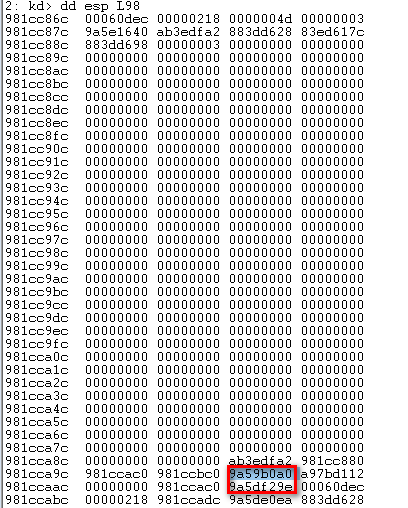 2: kd> dd esp L98
981cc86c 00060dec 00000218 0000004d 00000003
981cc87c 9a5e1640 ab3edfa2 883dd628 83ed617c
981cc88c 883dd698 00000003 00000000 00000000
981cc89c 00000000 00000000 00000000 00000000
981cc8ac 00000000 00000000 00000000 00000000
981cc8bc 00000000 00000000 00000000 00000000
981cc8cc 00000000 00000000 00000000 00000000
981cc8dc 00000000 00000000 00000000 00000000
981cc8ec 00000000 00000000 00000000 00000000
981cc8fc 00000000 00000000 00000000 00000000
981cc90c 00000000 00000000 00000000 00000000
981cc91c 00000000 00000000 00000000 00000000
981cc92c 00000000 00000000 00000000 00000000
981cc93c 00000000 00000000 00000000 00000000
981cc94c 00000000 00000000 00000000 00000000
981cc95c 00000000 00000000 00000000 00000000
981cc96c 00000000 00000000 00000000 00000000
981cc97c 00000000 00000000 00000000 00000000
981cc98c 00000000 00000000 00000000 00000000
981cc99c 00000000 00000000 00000000 00000000
981cc9ac 00000000 00000000 00000000 00000000
981cc9bc 00000000 00000000 00000000 00000000
981cc9cc 00000000 00000000 00000000 00000000
981cc9dc 00000000 00000000 00000000 00000000
981cc9ec 00000000 00000000 00000000 00000000
981cc9fc 00000000 00000000 00000000 00000000
981cca0c 00000000 00000000 00000000 00000000
981cca1c 00000000 00000000 00000000 00000000
981cca2c 00000000 00000000 00000000 00000000
981cca3c 00000000 00000000 00000000 00000000
981cca4c 00000000 00000000 00000000 00000000
981cca5c 00000000 00000000 00000000 00000000
981cca6c 00000000 00000000 00000000 00000000
981cca7c 00000000 00000000 00000000 00000000
981cca8c 00000000 00000000 ab3edfa2 981cc880
981cca9c 981ccac0 981ccbc0 9a59b0a0 a97bd112
981ccaac 00000000 981ccac0 9a5df29e 00060dec
981ccabc 00000218 981ccadc 9a5de0ea 883dd628